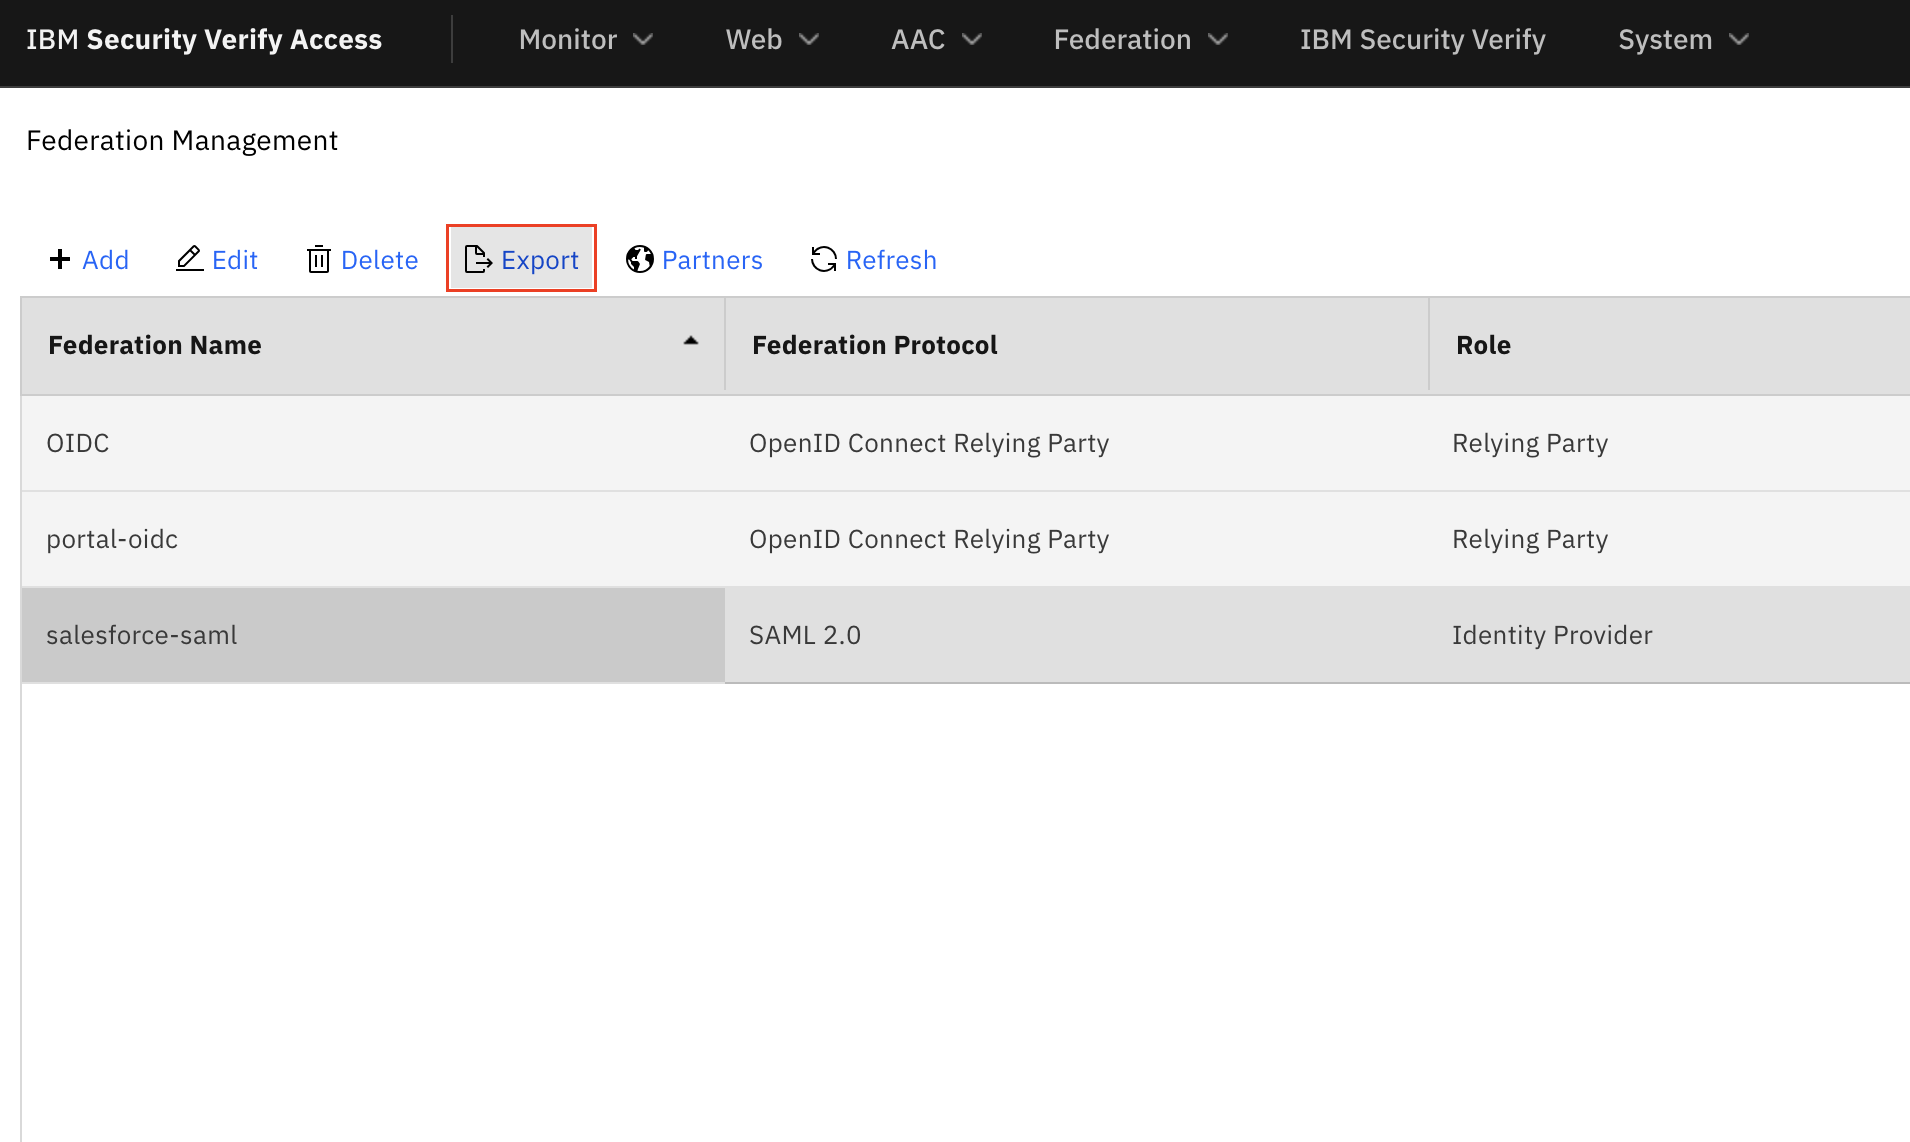 IBM Security Verify Access Monitor Web AAC Federation IBM Security Verify System
Federation Management
Add Edit Delete Export Partners Refresh
Federation Name Federation Protocol Role
OIDC OpenID Connect Relying Party Relying Party
portal-oidc OpenID Connect Relying Party Relying Party
salesforce-saml SAML 2.0 Identity Provider